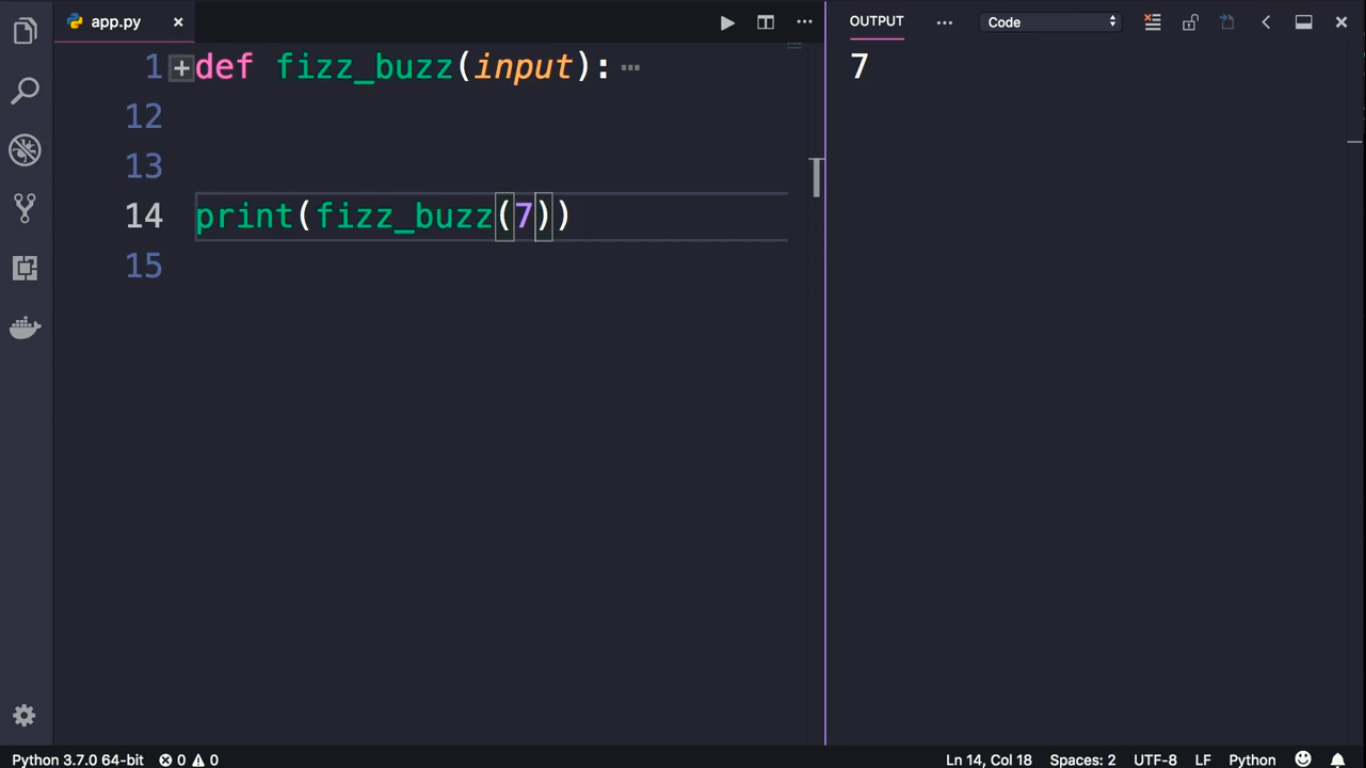 app.py
OUTPUT
Code
1 def fizz_buzz(input):
12
13
14 print(fizz_buzz(7))
15
7
Python 3.7.0 64-bit 0 0 Ln 14, Col 18 Spaces: 2 UTF-8 LF Python